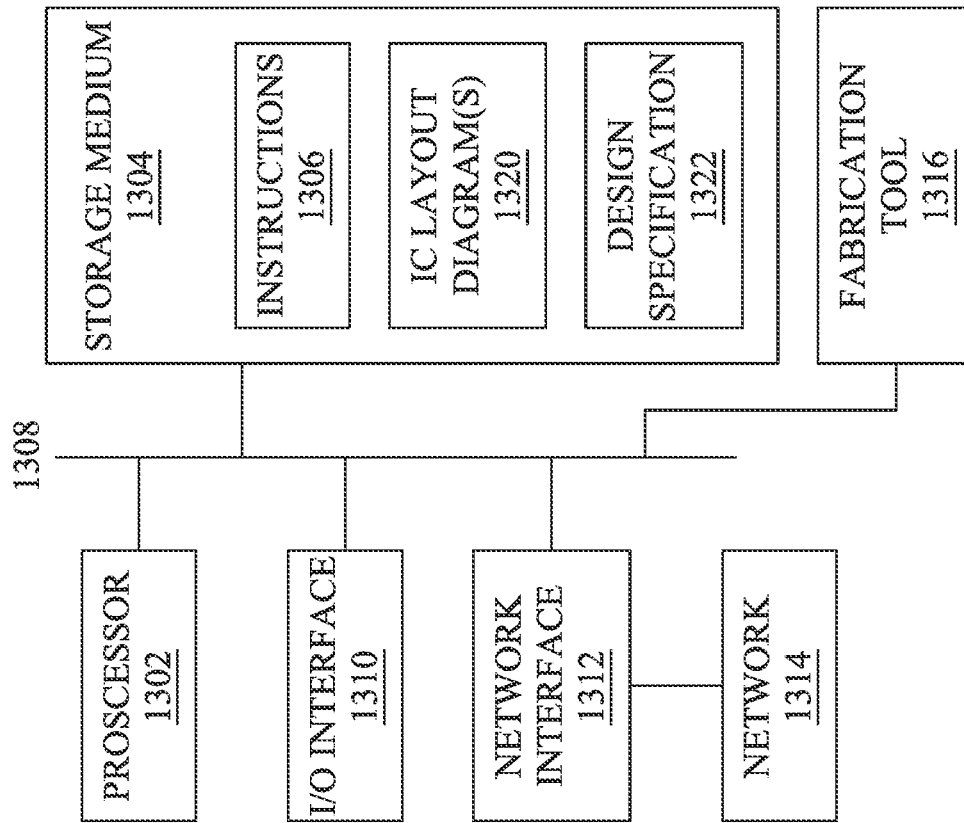 1308
PROSCESSOR
1302
I/O INTERFACE
1310
NETWORK
INTERFACE
1312
NETWORK
1314
STORAGE MEDIUM
1304
INSTRUCTIONS
1306
IC LAYOUT
DIAGRAM(S)
1320
DESIGN
SPECIFICATION
1322
FABRICATION
TOOL
1316